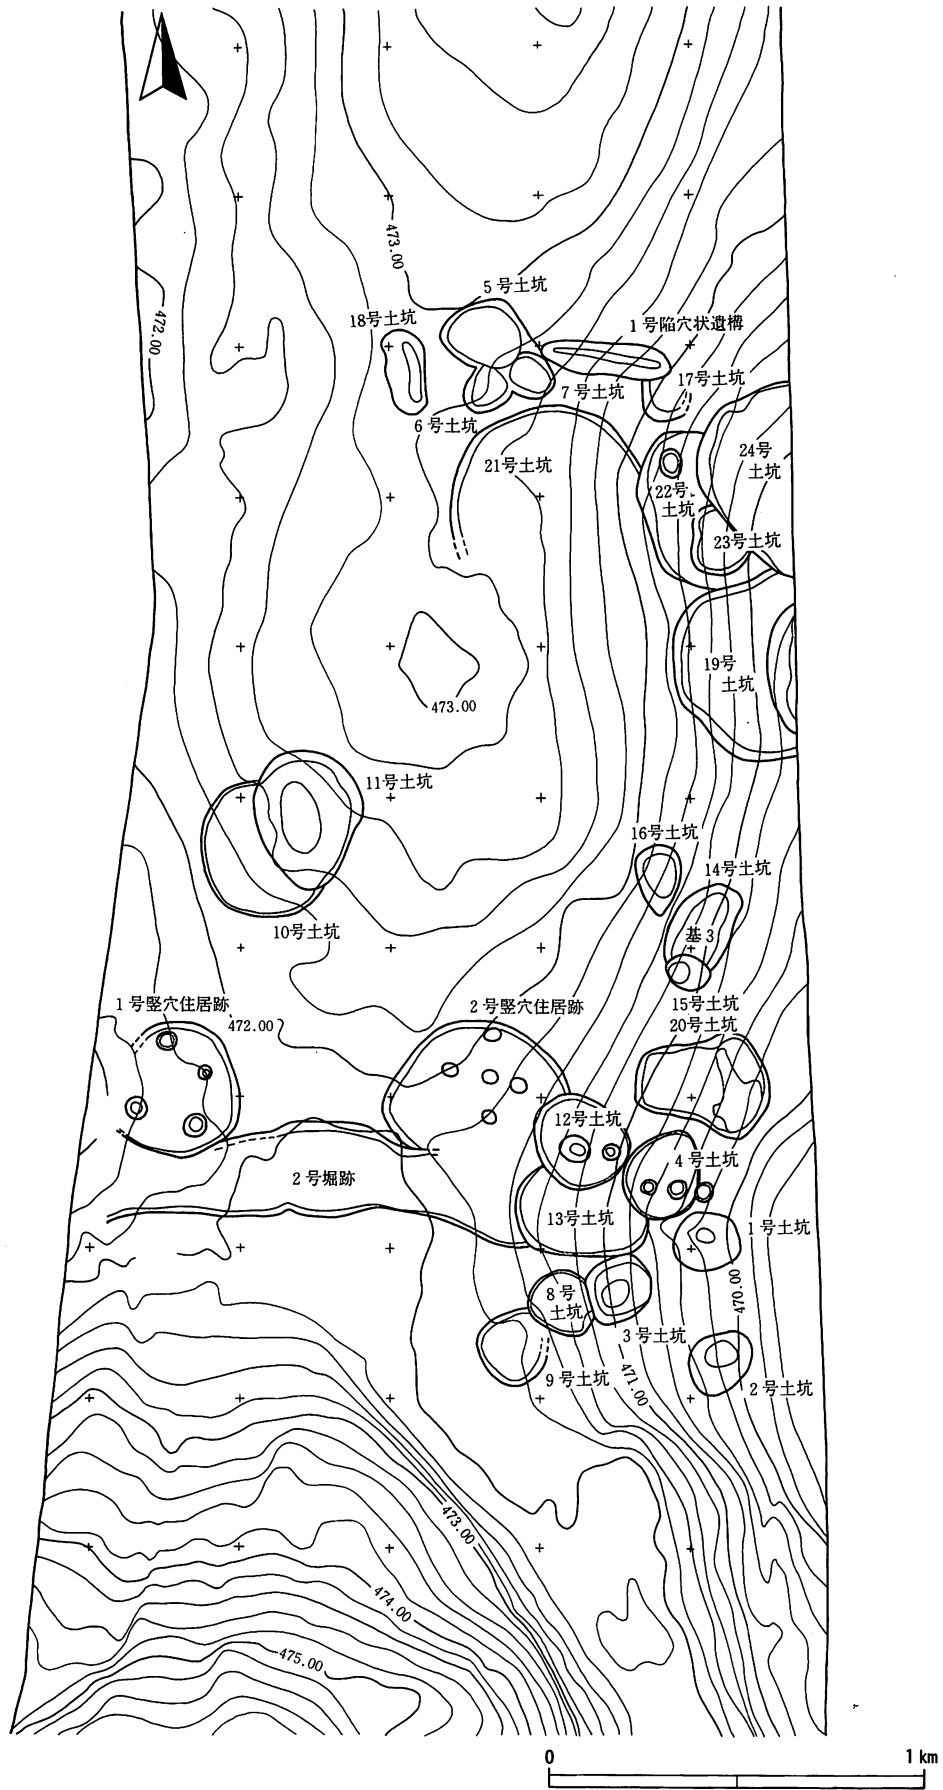 473.00
5号土坑
18号土坑
1号陥穴状遺構
472.00
7号土坑
17号土坑
6号土坑
21号土坑
24号
土坑
22号
土坑
23号土坑
19号
土坑
473.00
11号土坑
16号土坑
14号土坑
基3
10号土坑
15号土坑
1号竪穴住居跡
472.00
2号竪穴住居跡
20号土坑
12号土坑
4号土坑
2号堀跡
13号土坑
1号土坑
470.00
8号
土坑
3号土坑
9号土坑
471.00
2号土坑
473.00
474.00
475.00
0
1km